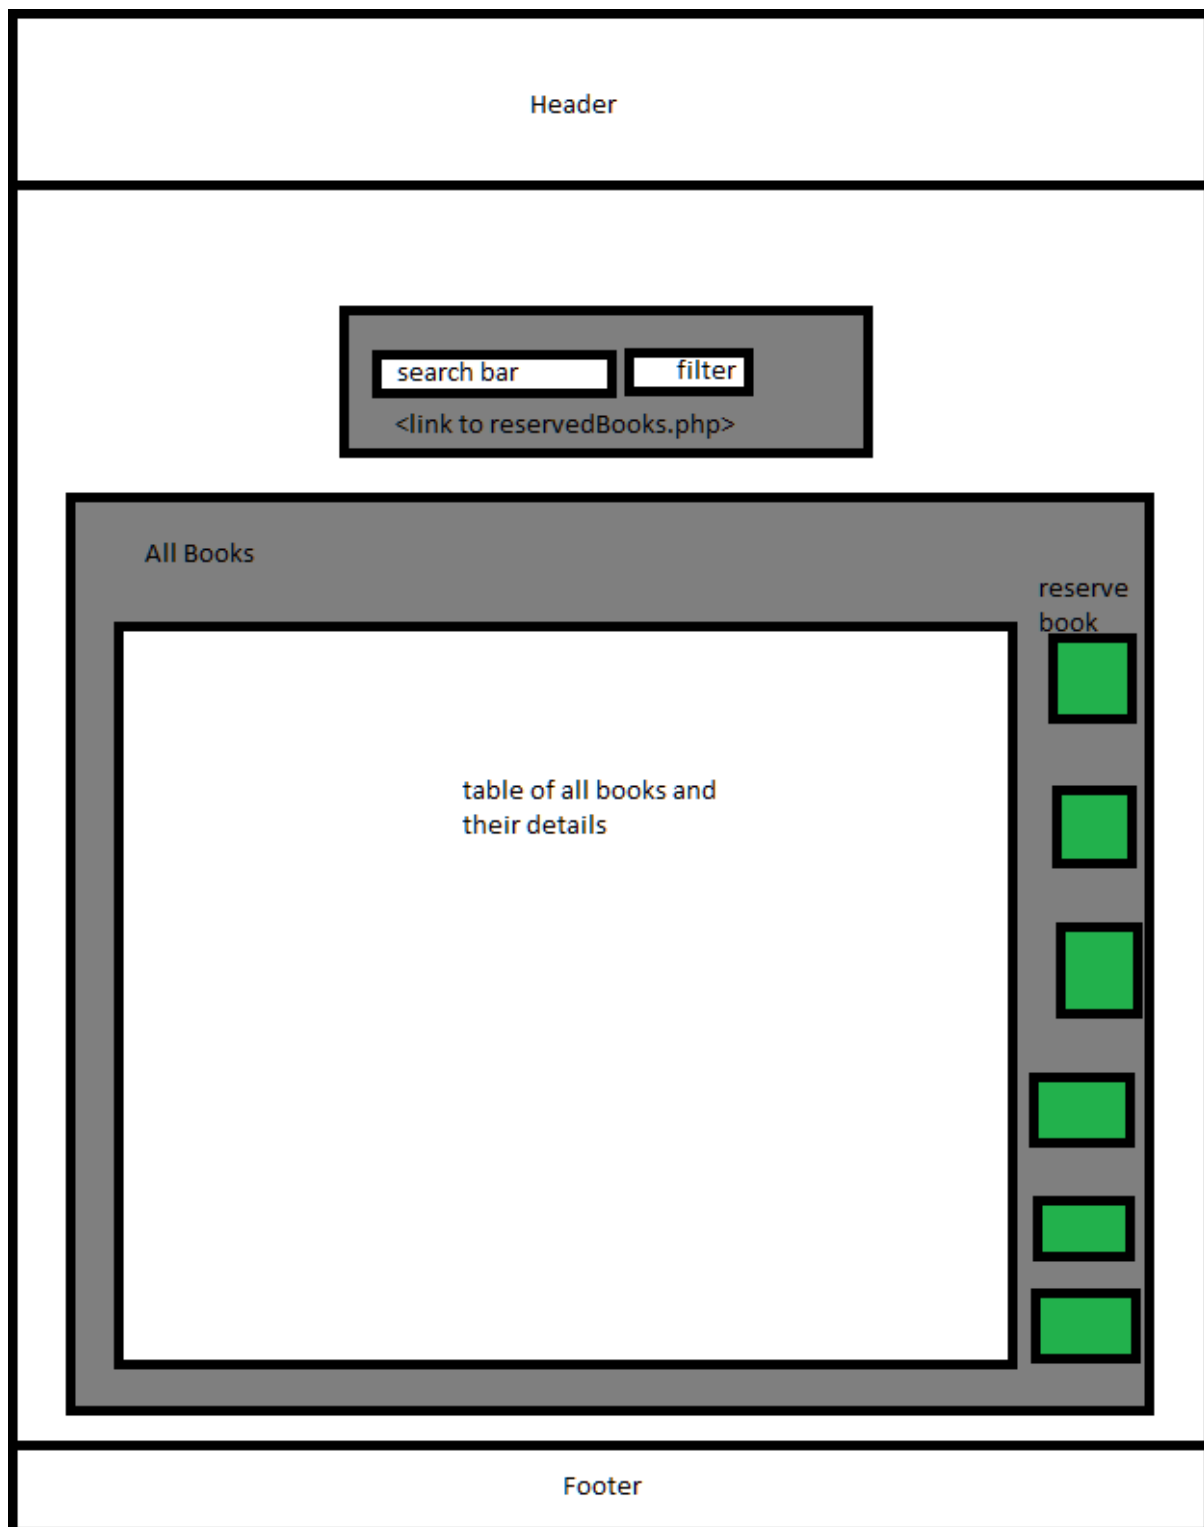 Header
search bar
filter
<link to reservedBooks.php>
All Books
reserve
book
table of all books and
their details
Footer